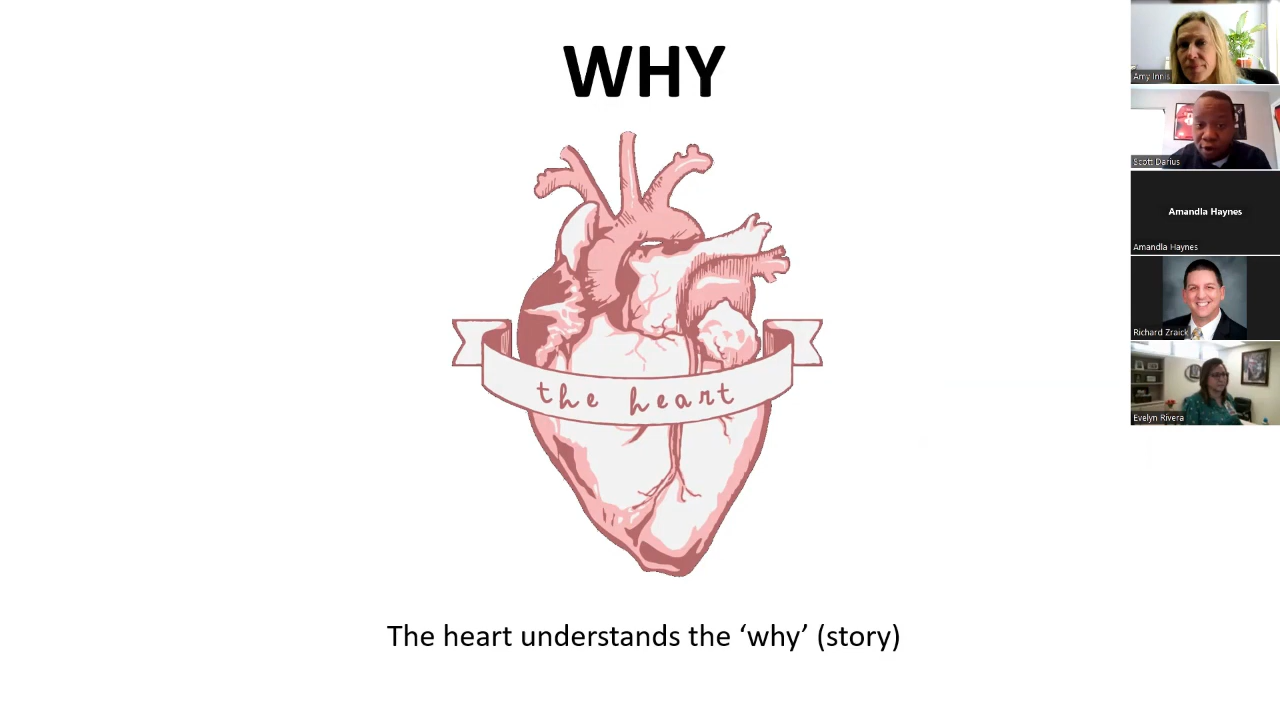 WHY
the heart
The heart understands the ‘why’ (story)
Amy Innis
Scott Darius
Amandla Haynes
Amandla Haynes
Richard Zraick
Evelyn Rivera